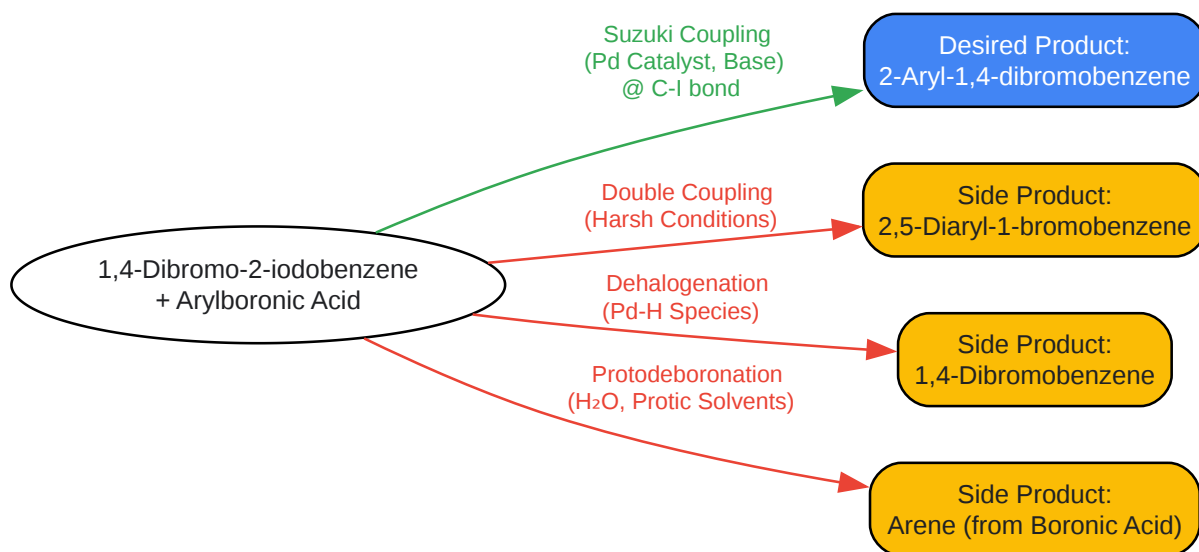 Suzuki Coupling
(Pd Catalyst, Base)
@ C-I bond
Desired Product:
2-Aryl-1,4-dibromobenzene
Double Coupling
(Harsh Conditions)
Side Product:
2,5-Diaryl-1-bromobenzene
1,4-Dibromo-2-iodobenzene
+ Arylboronic Acid
Dehalogenation
(Pd-H Species)
Side Product:
1,4-Dibromobenzene
Protodeboronation
(H₂O, Protic Solvents)
Side Product:
Arene (from Boronic Acid)